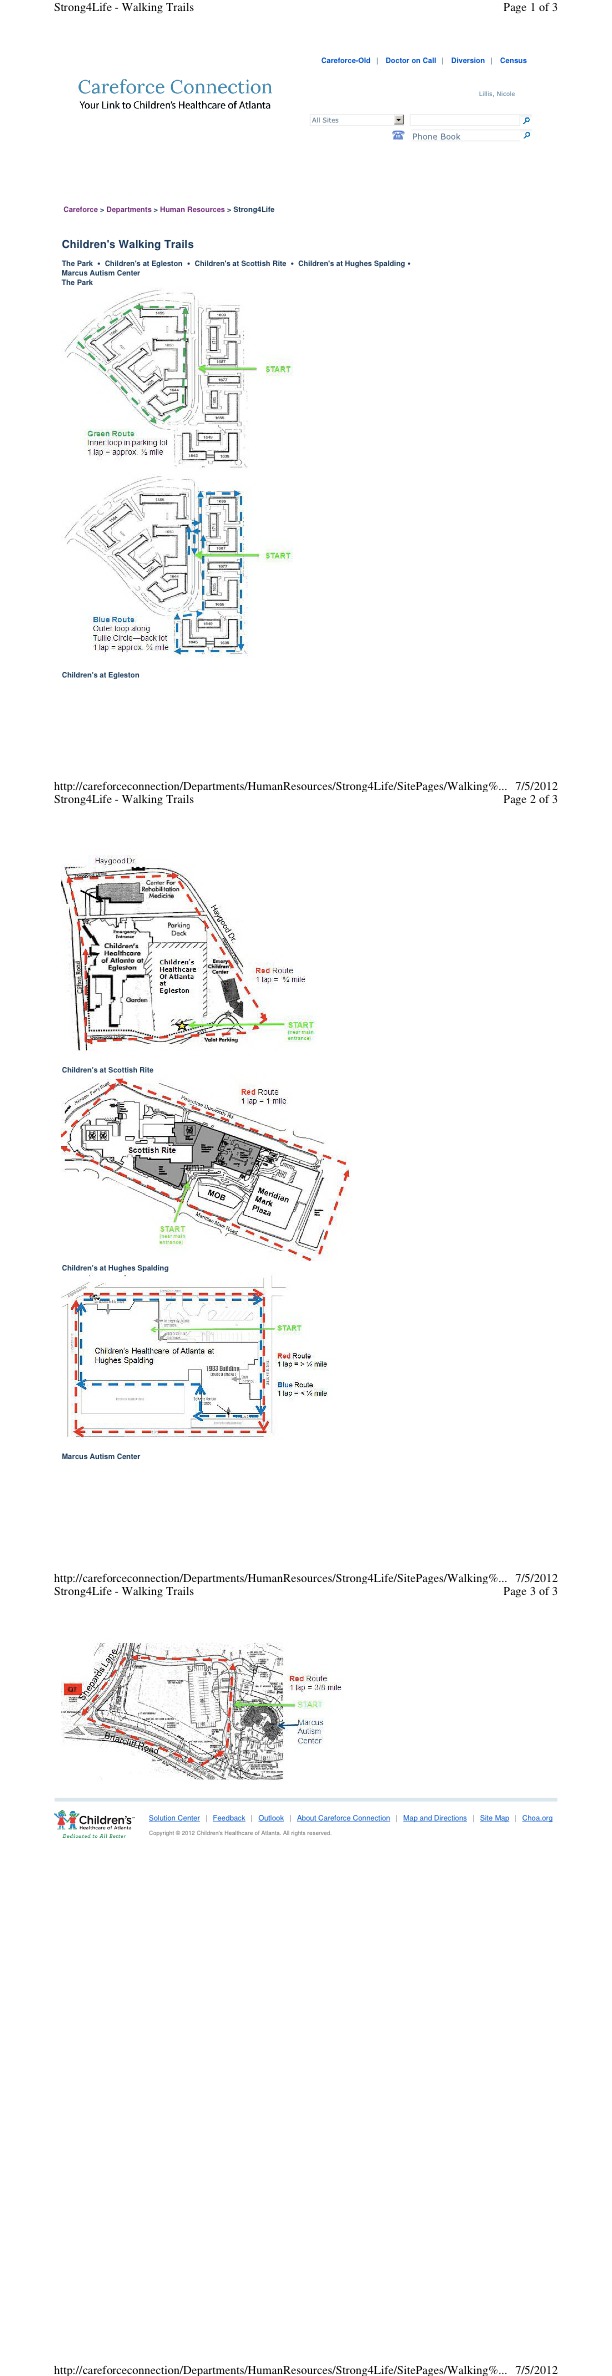 Strong4Life - Walking Trails Page 1 of 3
Careforce-Old | Doctor on Call | Diversion | Census
Careforce Connection
Your Link to Children's Healthcare of Atlanta
Lillis, Nicole
All Sites
Phone Book
Careforce > Departments > Human Resources > Strong4Life
Children's Walking Trails
The Park • Children's at Egleston • Children's at Scottish Rite • Children's at Hughes Spalding •
Marcus Autism Center
The Park
START
Green Route
Inner loop in parking lot
1 lap = approx. ½ mile
START
Blue Route
Outer loop along
Tullie Circle—back lot
1 lap = approx. ¾ mile
Children's at Egleston
http://careforceconnection/Departments/HumanResources/Strong4Life/SitePages/Walking%... 7/5/2012
Strong4Life - Walking Trails Page 2 of 3
Haygood Dr.
Center For
Rehabilitation
Medicine
Haygood Dr.
Parking
Deck
Emergency
Entrance
Children's
Healthcare
of Atlanta at
Egleston
Children's
Healthcare
Of Atlanta
at
Egleston
Emory
Children's
Center
Clifton Road
Garden
Red Route
1 lap = ¾ mile
START
(near main
entrance)
Valet Parking
Children's at Scottish Rite
Red Route
1 lap = 1 mile
Scottish Rite
MOB
Meridian
Mark
Plaza
Meridian Mark Road
START
(near main
entrance)
Children's at Hughes Spalding
START
Children's Healthcare of Atlanta at
Hughes Spalding
Red Route
1 lap = > ¼ mile
Blue Route
1 lap = < ¼ mile
Marcus Autism Center
http://careforceconnection/Departments/HumanResources/Strong4Life/SitePages/Walking%... 7/5/2012
Strong4Life - Walking Trails Page 3 of 3
Shepards Lane
QT
Red Route
1 lap = 3/8 mile
START
Marcus
Autism
Center
Briarcliff Road
Children's
Healthcare of Atlanta
Dedicated to All Better
Solution Center | Feedback | Outlook | About Careforce Connection | Map and Directions | Site Map | Choa.org
Copyright © 2012 Children's Healthcare of Atlanta. All rights reserved.
http://careforceconnection/Departments/HumanResources/Strong4Life/SitePages/Walking%... 7/5/2012